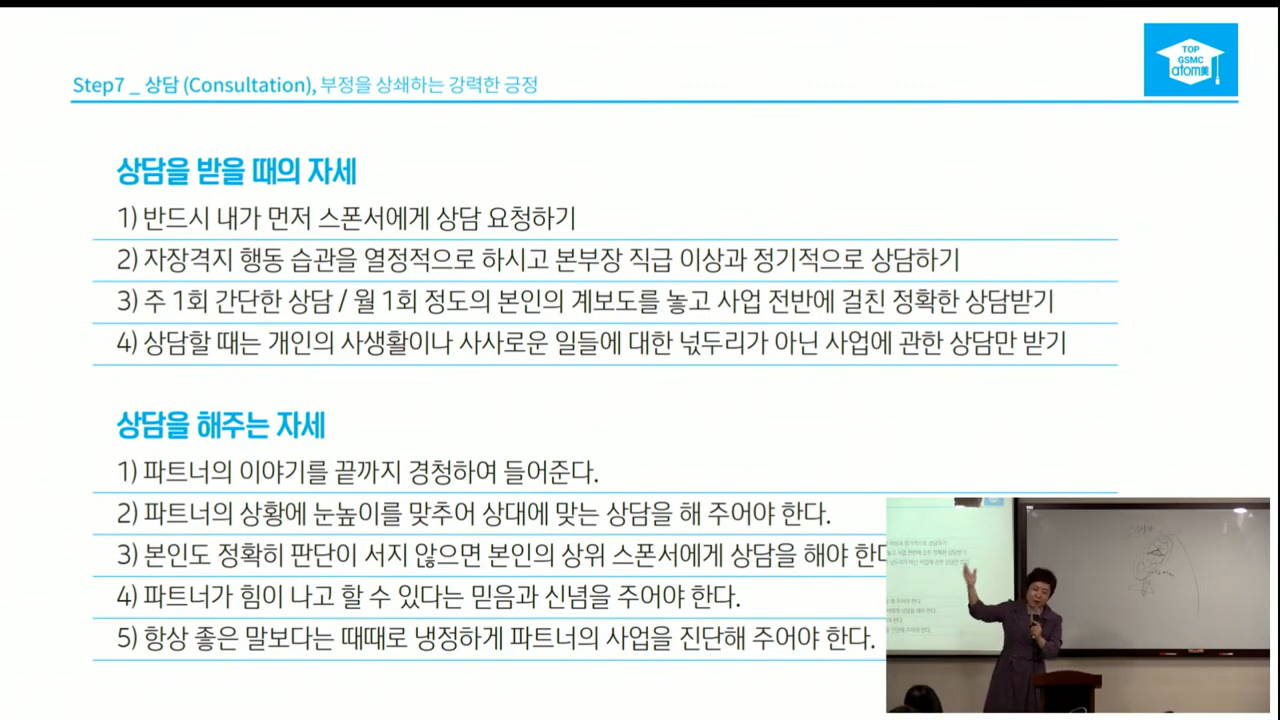 TOP
GSMC
atom美
Step7 _ 상담 (Consultation), 부정을 상쇄하는 강력한 긍정
상담을 받을 때의 자세
1) 반드시 내가 먼저 스폰서에게 상담 요청하기
2) 자장격지 행동 습관을 열정적으로 하시고 본부장 직급 이상과 정기적으로 상담하기
3) 주 1회 간단한 상담 / 월 1회 정도의 본인의 계보도를 놓고 사업 전반에 걸친 정확한 상담받기
4) 상담할 때는 개인의 사생활이나 사사로운 일들에 대한 넋두리가 아닌 사업에 관한 상담만 받기
상담을 해주는 자세
1) 파트너의 이야기를 끝까지 경청하여 들어준다.
2) 파트너의 상황에 눈높이를 맞추어 상대에 맞는 상담을 해 주어야 한다.
3) 본인도 정확히 판단이 서지 않으면 본인의 상위 스폰서에게 상담을 해야
4) 파트너가 힘이 나고 할 수 있다는 믿음과 신념을 주어야 한다.
5) 항상 좋은 말보다는 때때로 냉정하게 파트너의 사업을 진단해 주어야 한다.